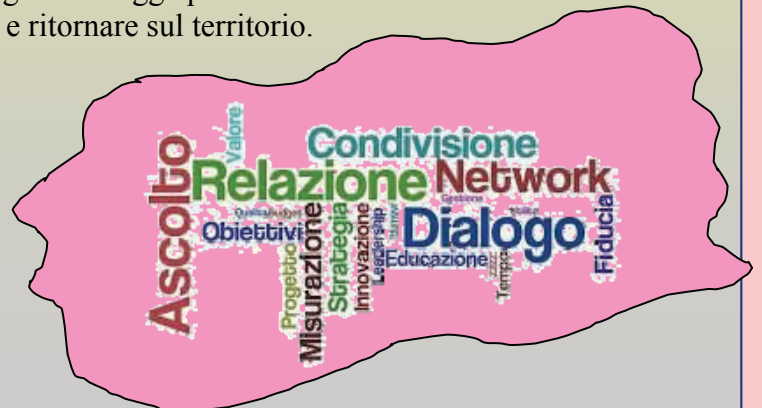 e ritornare sul territorio.
Valore
Condivisione
Ascolto
Relazione
Network
Obiettivi
Dialogo
Progetto
Misurazione
Strategia
Innovazione
Leadership
Educazione
Tempo
Fiducia